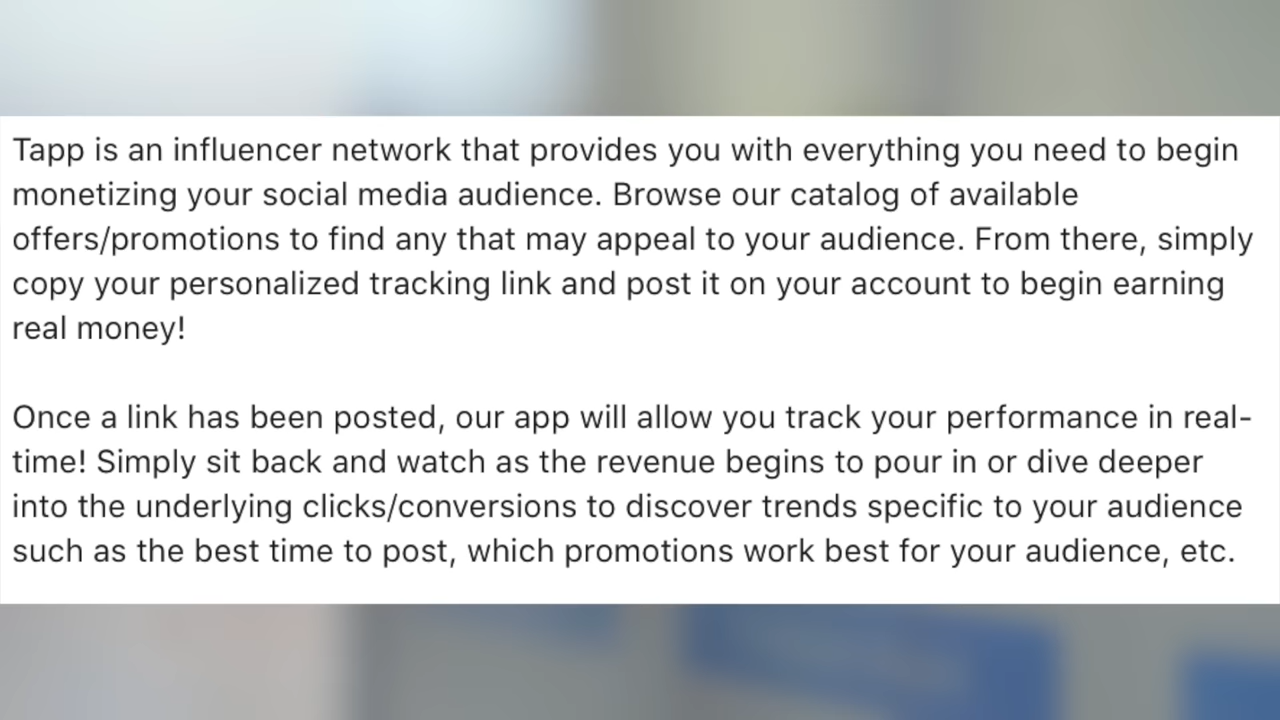 Tapp is an influencer network that provides you with everything you need to begin
monetizing your social media audience. Browse our catalog of available
offers/promotions to find any that may appeal to your audience. From there, simply
copy your personalized tracking link and post it on your account to begin earning
real money!
Once a link has been posted, our app will allow you track your performance in real-
time! Simply sit back and watch as the revenue begins to pour in or dive deeper
into the underlying clicks/conversions to discover trends specific to your audience
such as the best time to post, which promotions work best for your audience, etc.